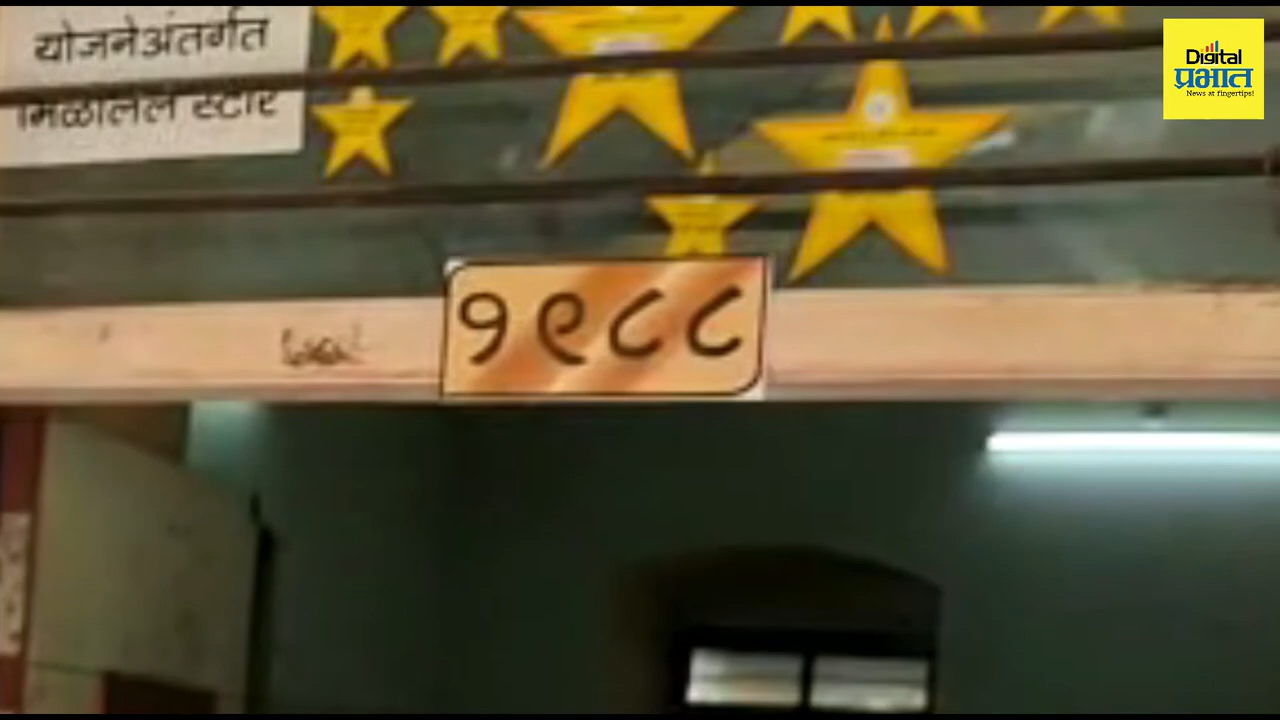 योजनेअंतर्गत
मिळालेले स्टार
१९८८
Digital
प्रभात
News at fingertips!